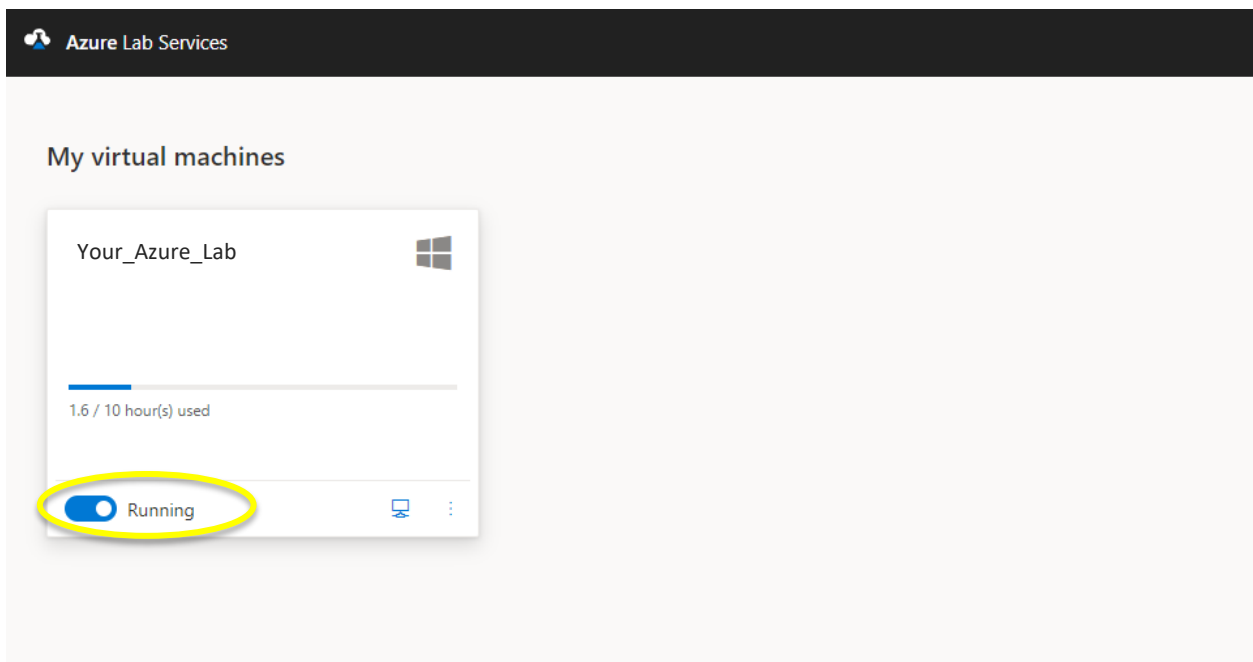 Azure Lab Services
My virtual machines
Your_Azure_Lab
1.6 / 10 hour(s) used
Running